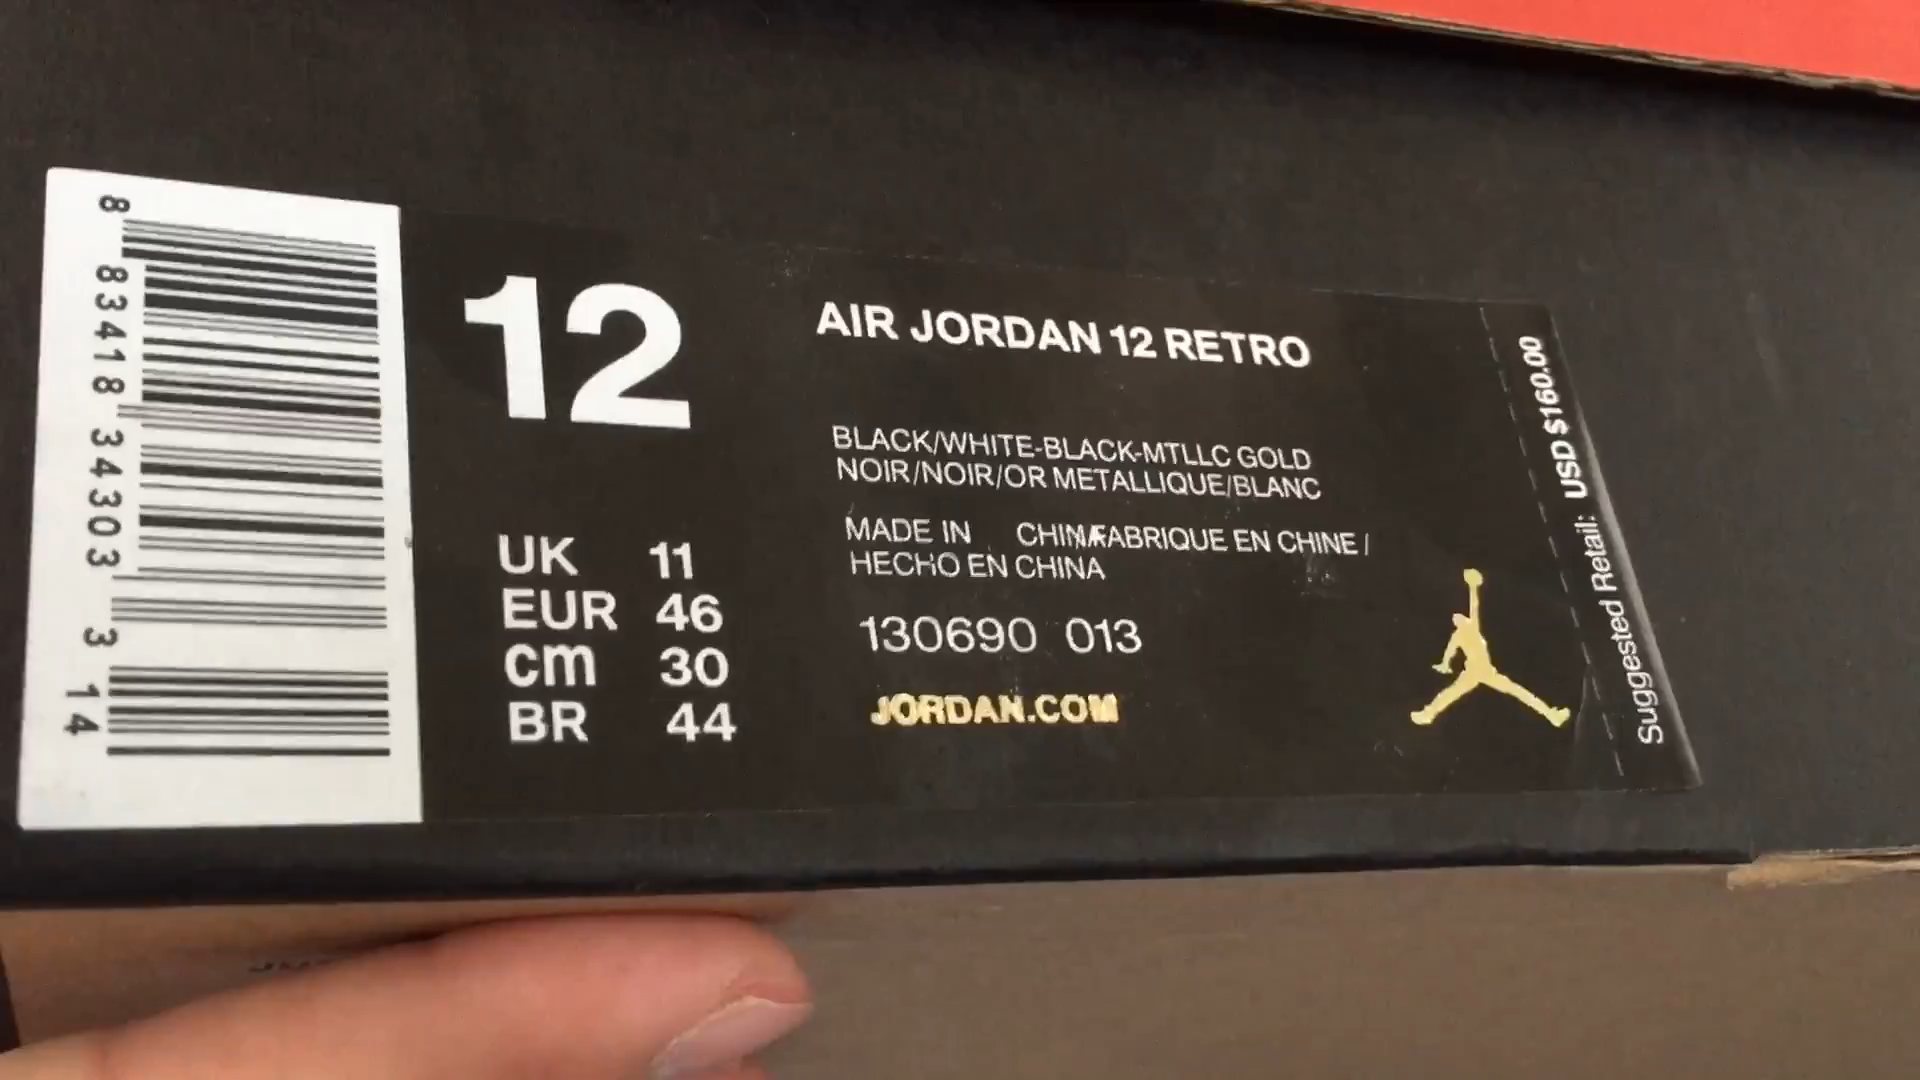 8 83418 34303 3 14
12
UK 11
EUR 46
cm 30
BR 44
AIR JORDAN 12 RETRO
BLACK/WHITE-BLACK-MTLLC GOLD
NOIR/NOIR/OR METALLIQUE/BLANC
MADE IN CHINAFABRIQUE EN CHINE /
HECHO EN CHINA
130690 013
JORDAN.COM
Suggested Retail: USD $160.00